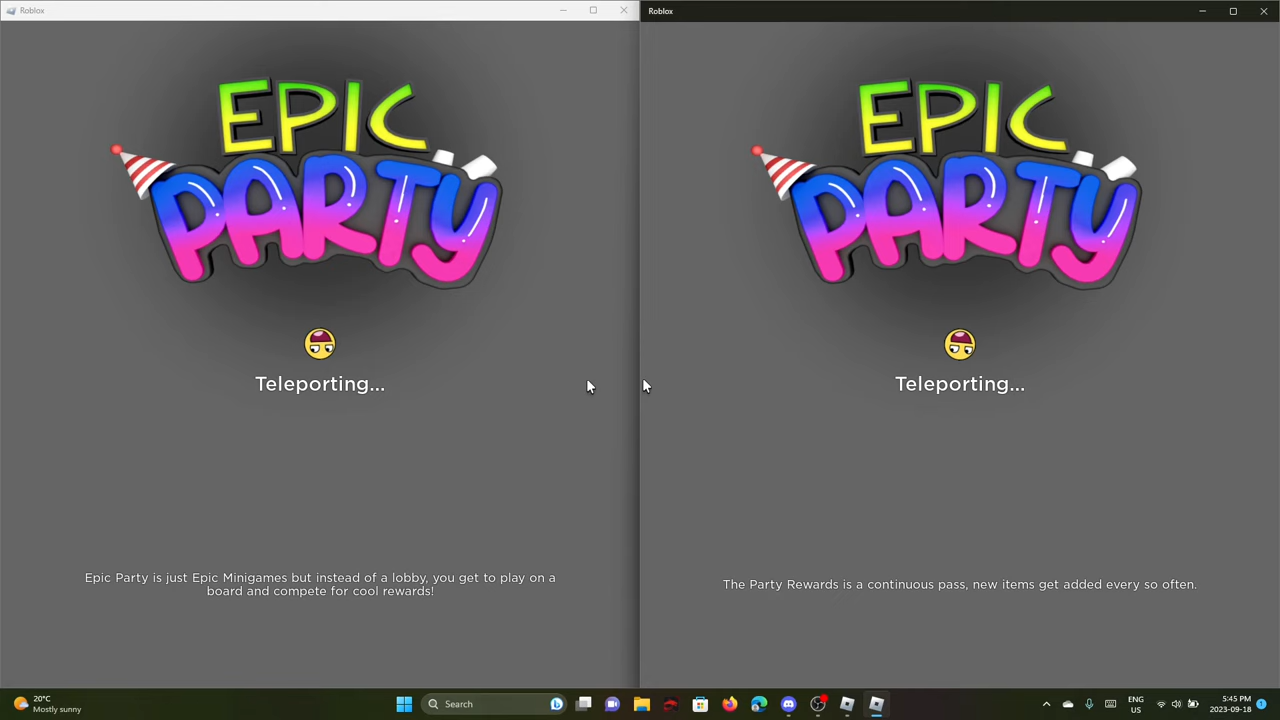 Roblox
EPIC
PARTY
Teleporting...
Epic Party is just Epic Minigames but instead of a lobby, you get to play on a
board and compete for cool rewards!
Roblox
EPIC
PARTY
Teleporting...
The Party Rewards is a continuous pass, new items get added every so often.
20°C
Mostly sunny
Search
ENG
US
5:45 PM
2023-09-18